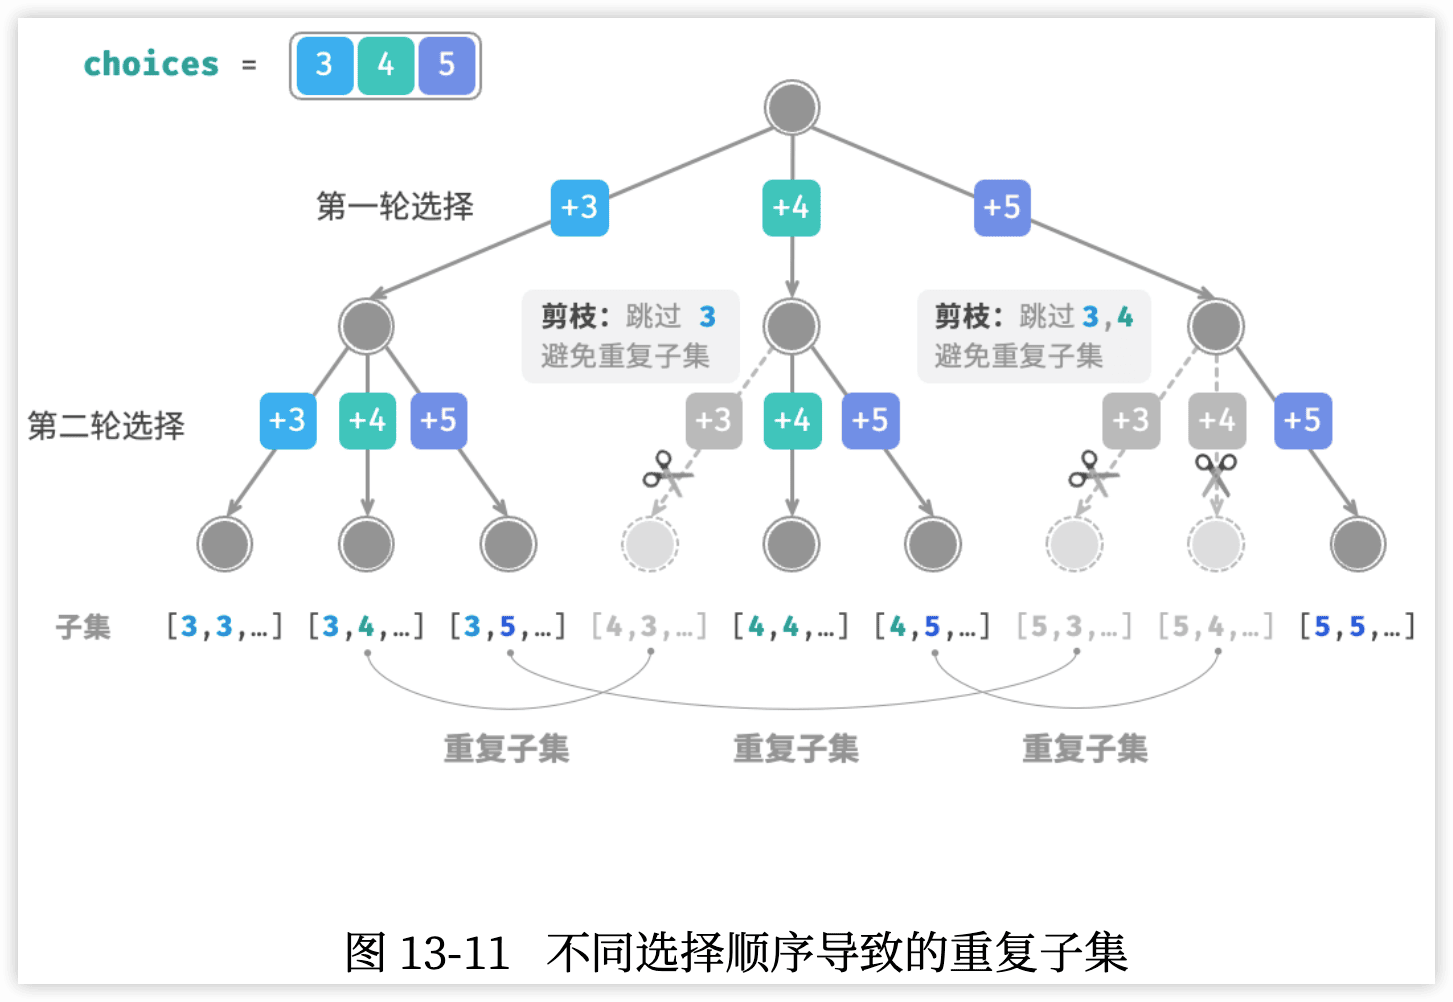 choices = 3 4 5
第一轮选择
+3 +4 +5
剪枝：跳过 3
避免重复子集
剪枝：跳过 3,4
避免重复子集
第二轮选择
+3 +4 +5 +3 +4 +5 +3 +4 +5
子集 [3,3,…] [3,4,…] [3,5,…] [4,3,…] [4,4,…] [4,5,…] [5,3,…] [5,4,…] [5,5,…]
重复子集 重复子集 重复子集
图 13-11 不同选择顺序导致的重复子集